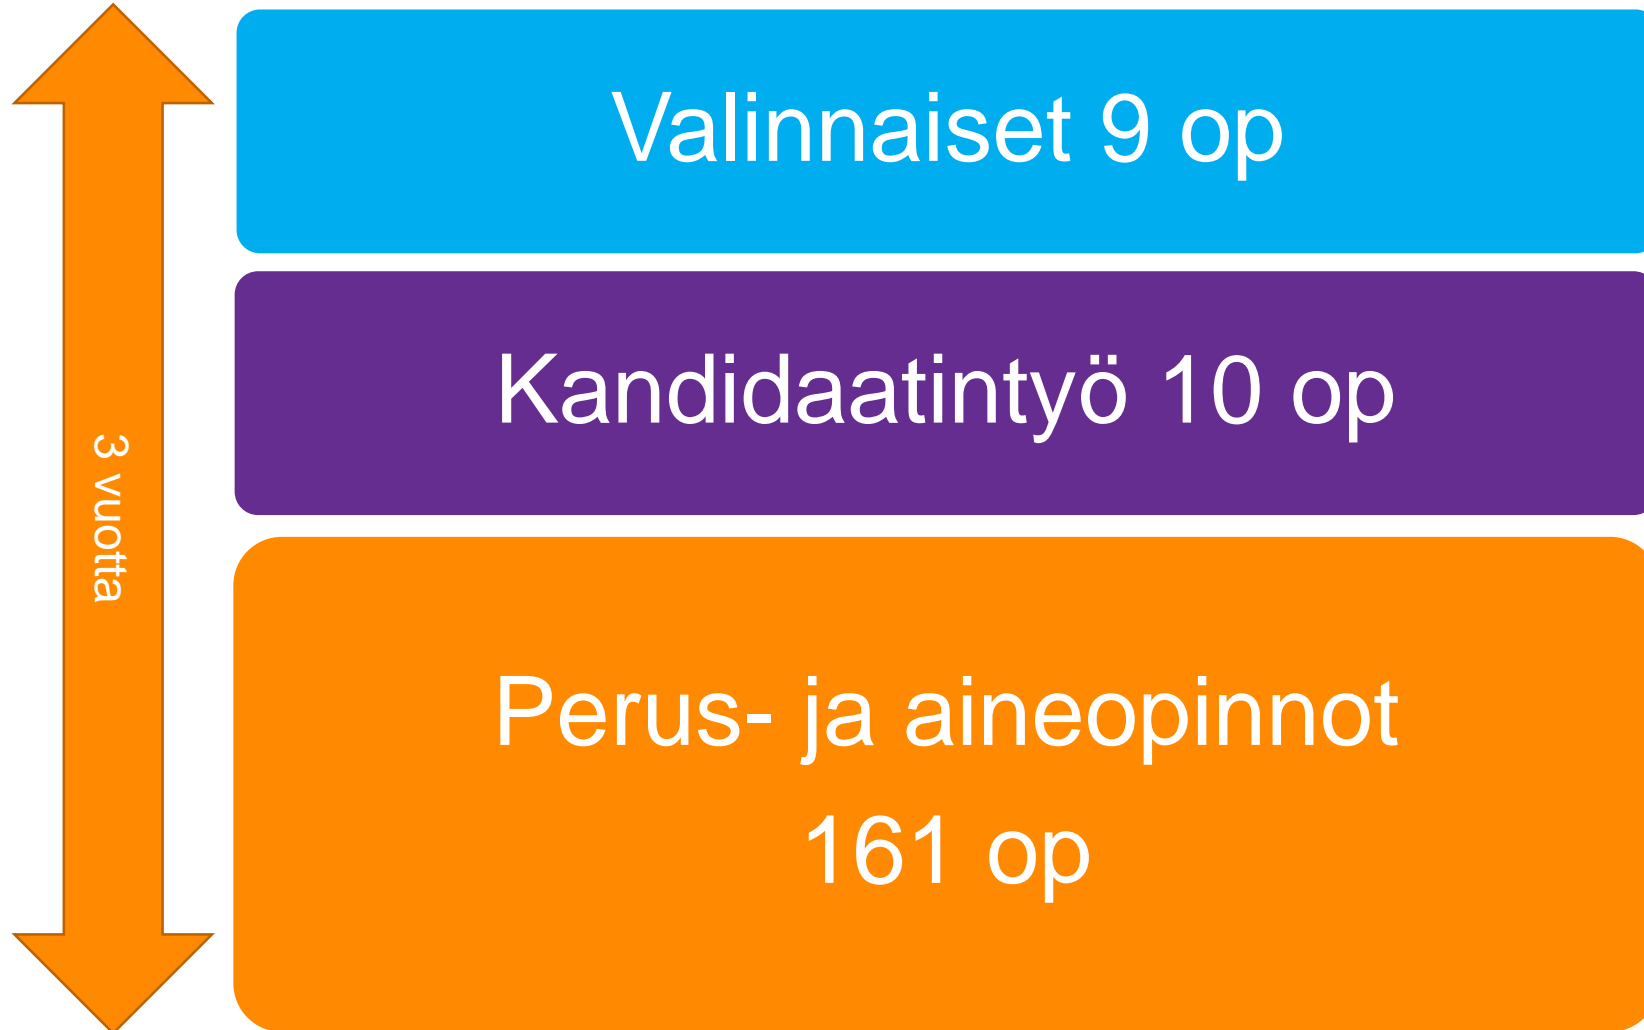 3 vuotta
Valinnaiset 9 op
Kandidaatintyö 10 op
Perus- ja aineopinnot
161 op